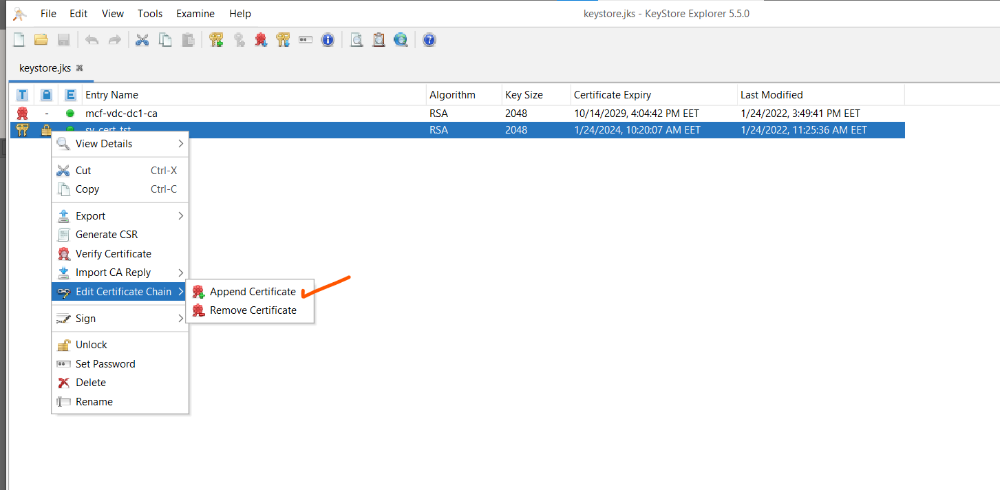 File Edit View Tools Examine Help keystore.jks - KeyStore Explorer 5.5.0
keystore.jks
T E Entry Name Algorithm Key Size Certificate Expiry Last Modified
- mcf-vdc-dc1-ca RSA 2048 10/14/2029, 4:04:42 PM EET 1/24/2022, 3:49:41 PM EET
sv_cert_tst RSA 2048 1/24/2024, 10:20:07 AM EET 1/24/2022, 11:25:36 AM EET
View Details
Cut Ctrl-X
Copy Ctrl-C
Export
Generate CSR
Verify Certificate
Import CA Reply
Edit Certificate Chain
Append Certificate
Remove Certificate
Sign
Unlock
Set Password
Delete
Rename